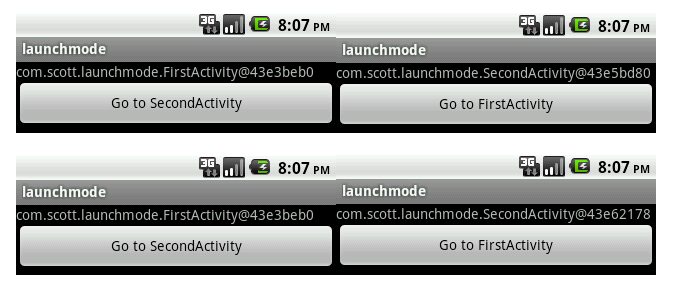 3G 8:07 PM
launchmode
com.scott.launchmode.FirstActivity@43e3beb0
Go to SecondActivity
3G 8:07 PM
launchmode
com.scott.launchmode.SecondActivity@43e5bd80
Go to FirstActivity
3G 8:07 PM
launchmode
com.scott.launchmode.FirstActivity@43e3beb0
Go to SecondActivity
3G 8:07 PM
launchmode
com.scott.launchmode.SecondActivity@43e62178
Go to FirstActivity